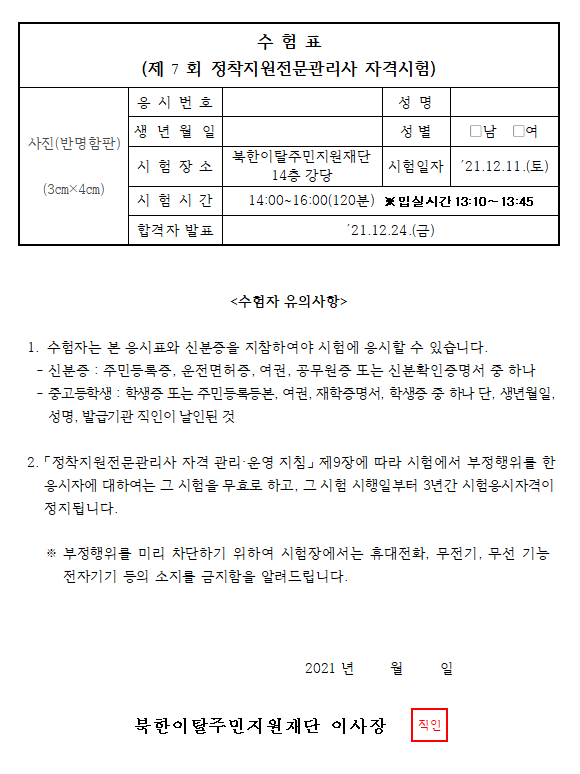 수 험 표
(제 7 회 정착지원전문관리사 자격시험)
사진(반명함판)
(3cm×4cm)
응 시 번 호
성 명
생 년 월 일
성 별
□남 □여
시 험 장 소
북한이탈주민지원재단
14층 강당
시험일자
´21.12.11.(토)
시 험 시 간
14:00~16:00(120분) ※입실시간 13:10~13:45
합격자 발표
´21.12.24.(금)
<수험자 유의사항>
1. 수험자는 본 응시표와 신분증을 지참하여야 시험에 응시할 수 있습니다.
- 신분증 : 주민등록증, 운전면허증, 여권, 공무원증 또는 신분확인증명서 중 하나
- 중고등학생 : 학생증 또는 주민등록등본, 여권, 재학증명서, 학생증 중 하나 단, 생년월일,
성명, 발급기관 직인이 날인된 것
2. 「정착지원전문관리사 자격 관리·운영 지침」 제9장에 따라 시험에서 부정행위를 한
응시자에 대하여는 그 시험을 무효로 하고, 그 시험 시행일부터 3년간 시험응시자격이
정지됩니다.
※ 부정행위를 미리 차단하기 위하여 시험장에서는 휴대전화, 무전기, 무선 기능
전자기기 등의 소지를 금지함을 알려드립니다.
2021 년 월 일
북한이탈주민지원재단 이사장 직인